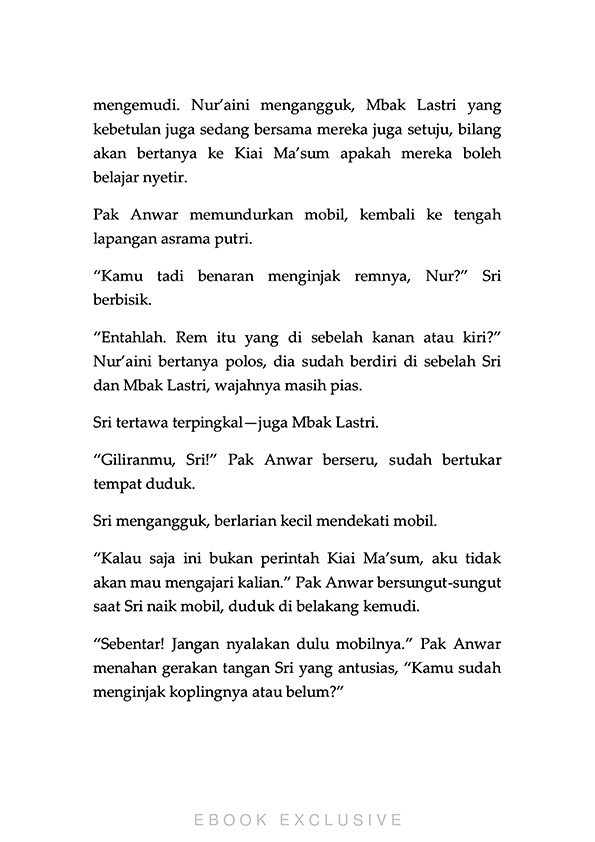 mengemudi. Nur’aini mengangguk, Mbak Lastri yang
kebetulan juga sedang bersama mereka juga setuju, bilang
akan bertanya ke Kiai Ma’sum apakah mereka boleh
belajar nyetir.
Pak Anwar memundurkan mobil, kembali ke tengah
lapangan asrama putri.
“Kamu tadi benaran menginjak remnya, Nur?” Sri
berbisik.
“Entahlah. Rem itu yang di sebelah kanan atau kiri?”
Nur’aini bertanya polos, dia sudah berdiri di sebelah Sri
dan Mbak Lastri, wajahnya masih pias.
Sri tertawa terpingkal—juga Mbak Lastri.
“Giliranmu, Sri!” Pak Anwar berseru, sudah bertukar
tempat duduk.
Sri mengangguk, berlarian kecil mendekati mobil.
“Kalau saja ini bukan perintah Kiai Ma’sum, aku tidak
akan mau mengajari kalian.” Pak Anwar bersungut-sungut
saat Sri naik mobil, duduk di belakang kemudi.
“Sebentar! Jangan nyalakan dulu mobilnya.” Pak Anwar
menahan gerakan tangan Sri yang antusias, “Kamu sudah
menginjak koplingnya atau belum?”
EBOOK EXCLUSIVE